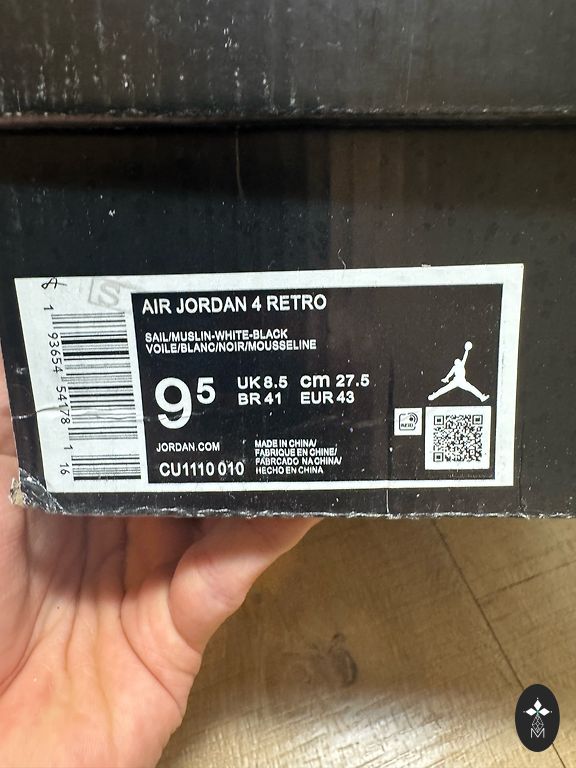 S
AIR JORDAN 4 RETRO
SAIL/MUSLIN-WHITE-BLACK
VOILE/BLANC/NOIR/MOUSSELINE
9⁵
UK 8.5 cm 27.5
BR 41 EUR 43
JORDAN.COM
CU1110 010
MADE IN CHINA/
FABRIQUE EN CHINE/
FABRICADO NA CHINA/
HECHO EN CHINA
1 93654 54178 1 16
M